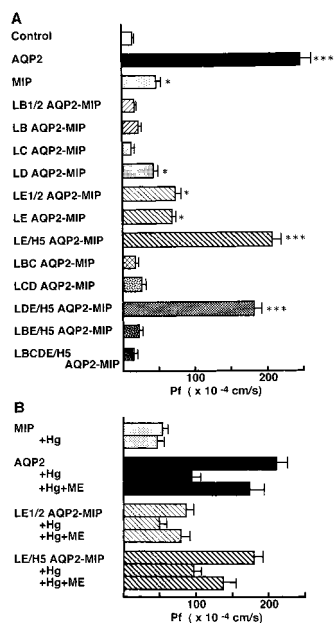 A
Control
AQP2
***
MIP
*
LB1/2 AQP2-MIP
LB AQP2-MIP
LC AQP2-MIP
LD AQP2-MIP
*
LE1/2 AQP2-MIP
*
LE AQP2-MIP
*
LE/H5 AQP2-MIP
***
LBC AQP2-MIP
LCD AQP2-MIP
LDE/H5 AQP2-MIP
***
LBE/H5 AQP2-MIP
LBCDE/H5
AQP2-MIP
0 100 200
Pf ( x 10 -4 cm/s)
B
MIP
+Hg
AQP2
+Hg
+Hg+ME
LE1/2 AQP2-MIP
+Hg
+Hg+ME
LE/H5 AQP2-MIP
+Hg
+Hg+ME
0 100 200
Pf ( x 10 -4 cm/s)